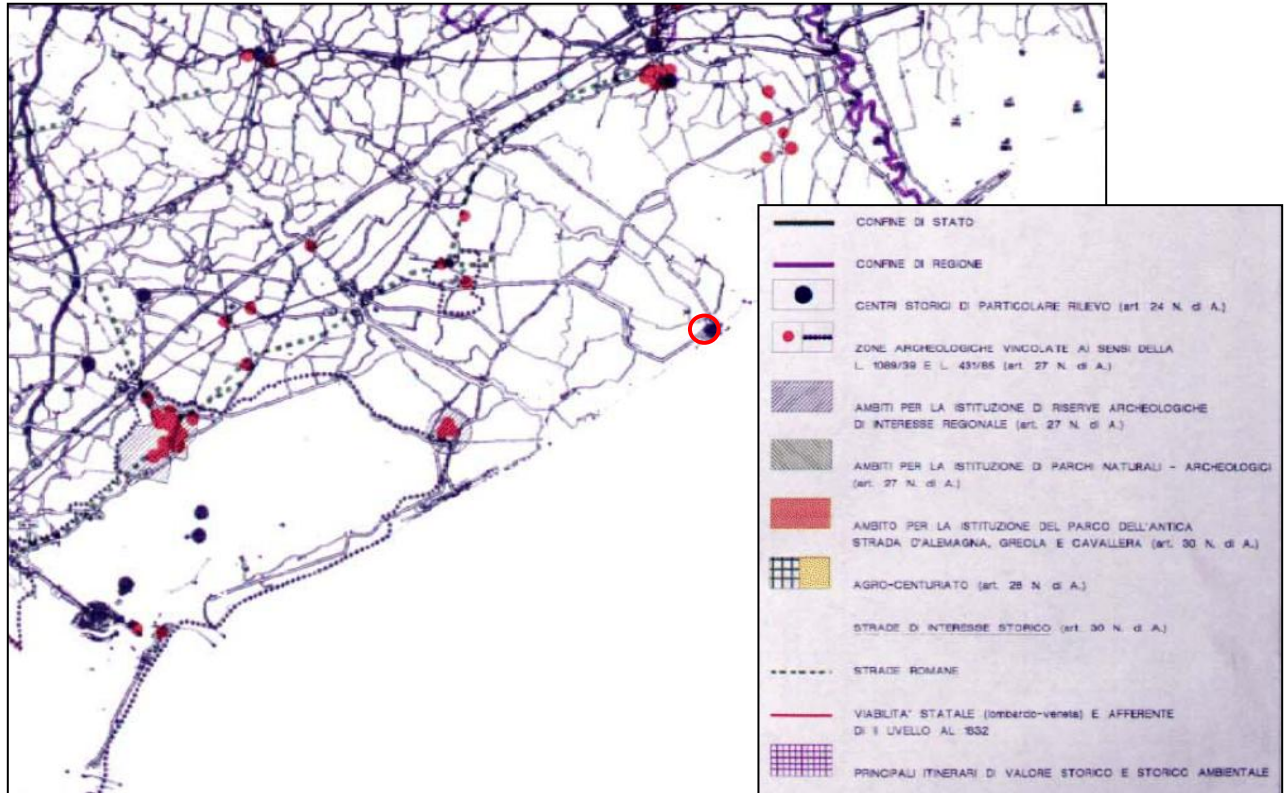 CONFINE DI STATO
CONFINE DI REGIONE
CENTRI STORICI DI PARTICOLARE RILIEVO (art. 24 N. di A.)
ZONE ARCHEOLOGICHE VINCOLATE AI SENSI DELLA
L. 1089/39 E L. 431/85 (art. 27 N. di A.)
AMBITI PER LA ISTITUZIONE DI RISERVE ARCHEOLOGICHE
DI INTERESSE REGIONALE (art. 27 N. di A.)
AMBITI PER LA ISTITUZIONE DI PARCHI NATURALI - ARCHEOLOGICI
(art. 27 N. di A.)
AMBITO PER LA ISTITUZIONE DEL PARCO DELL'ANTICA
STRADA D'ALEMAGNA, GREOLA E CAVALLERA (art. 30 N. di A.)
AGRO-CENTURIATO (art. 28 N. di A.)
STRADE DI INTERESSE STORICO (art. 30 N. di A.)
STRADE ROMANE
VIABILITA' STATALE (lombardo-veneta) E AFFERENTE
DI II LIVELLO AL 1832
PRINCIPALI ITINERARI DI VALORE STORICO E STORICO AMBIENTALE